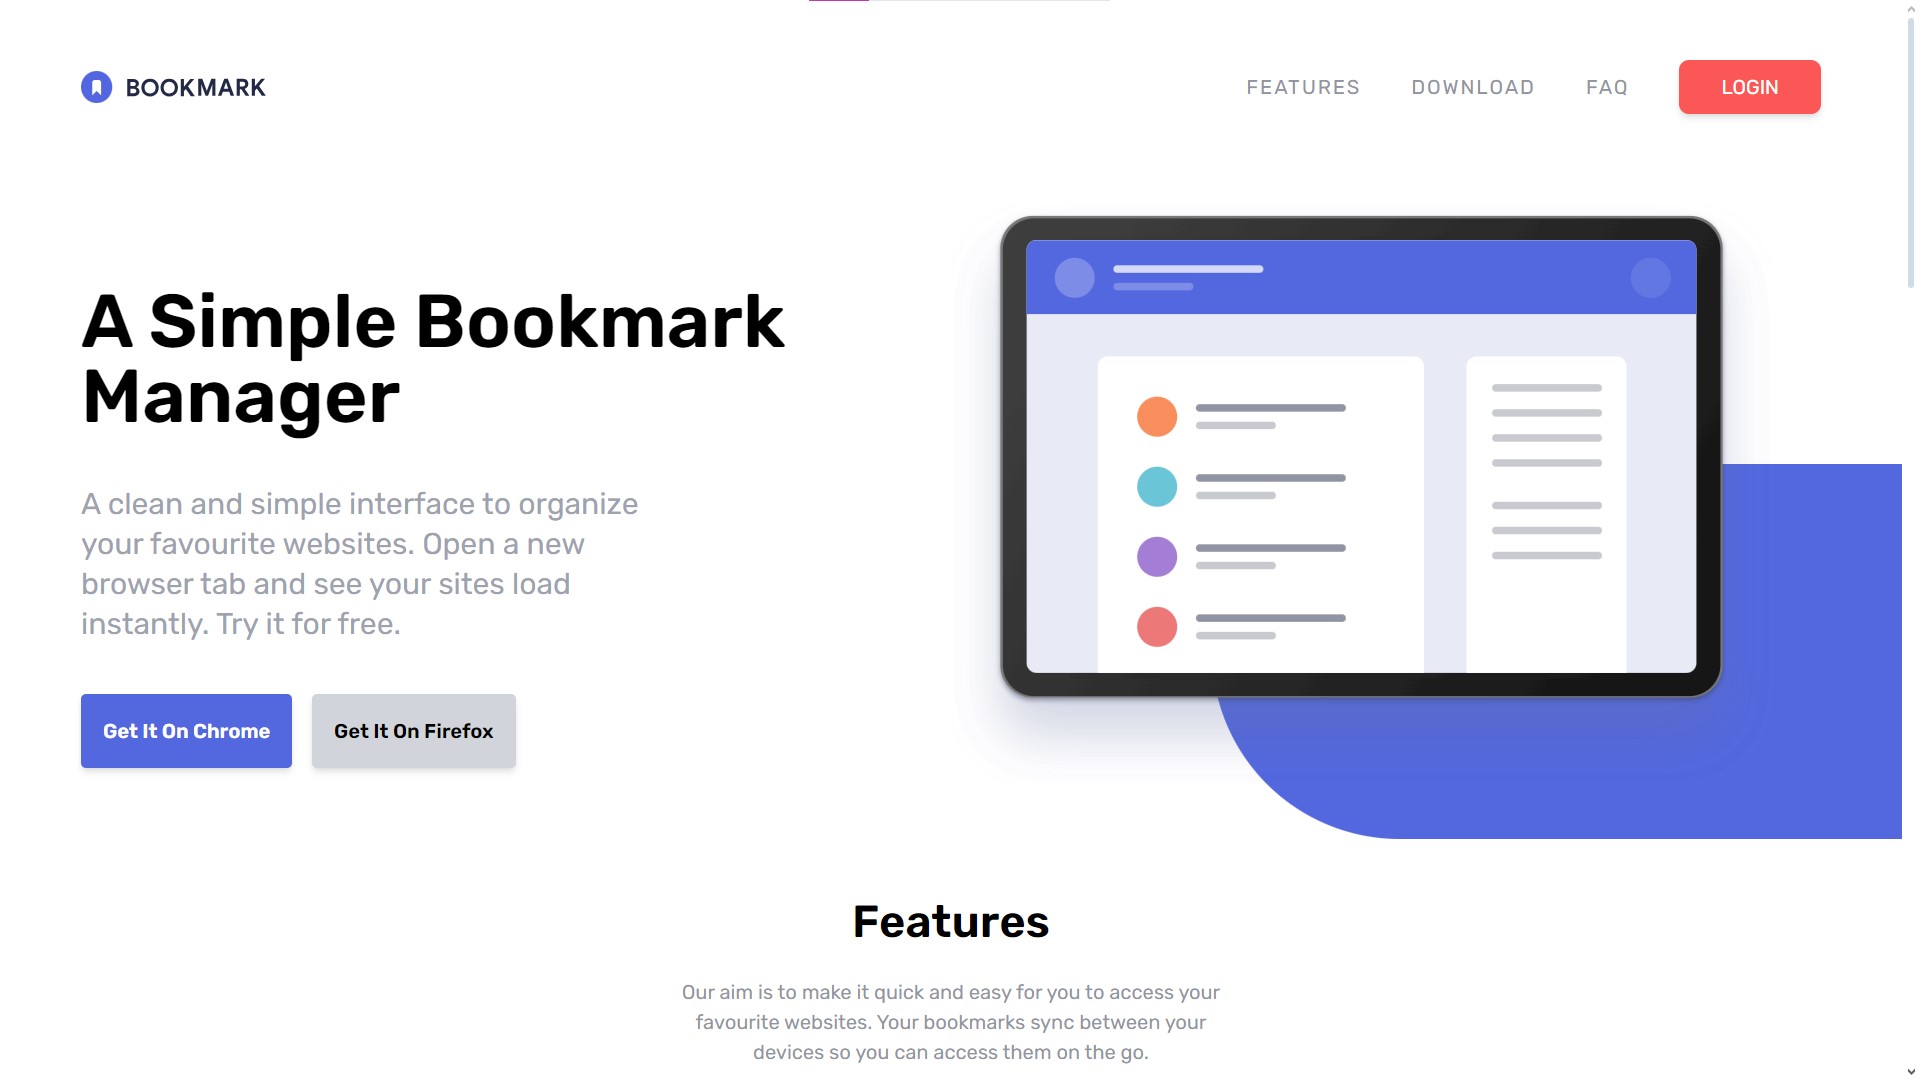 BOOKMARK
FEATURES
DOWNLOAD
FAQ
LOGIN
A Simple Bookmark
Manager
A clean and simple interface to organize
your favourite websites. Open a new
browser tab and see your sites load
instantly. Try it for free.
Get It On Chrome
Get It On Firefox
Features
Our aim is to make it quick and easy for you to access your
favourite websites. Your bookmarks sync between your
devices so you can access them on the go.